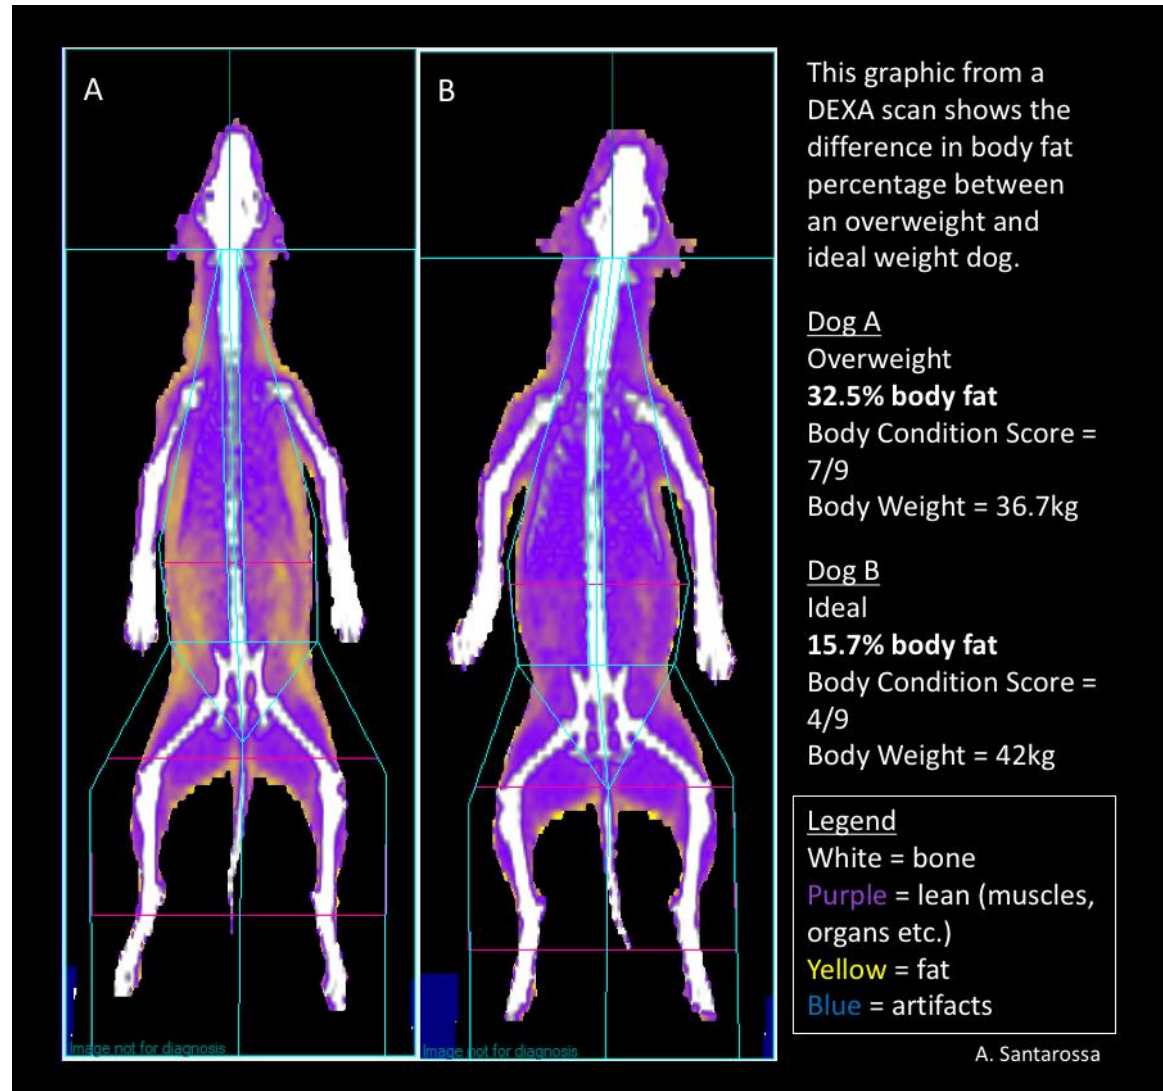 A
B
This graphic from a
DEXA scan shows the
difference in body fat
percentage between
an overweight and
ideal weight dog.
Dog A
Overweight
32.5% body fat
Body Condition Score =
7/9
Body Weight = 36.7kg
Dog B
Ideal
15.7% body fat
Body Condition Score =
4/9
Body Weight = 42kg
Legend
White = bone
Purple = lean (muscles,
organs etc.)
Yellow = fat
Blue = artifacts
Image not for diagnosis
Image not for diagnosis
A. Santarossa